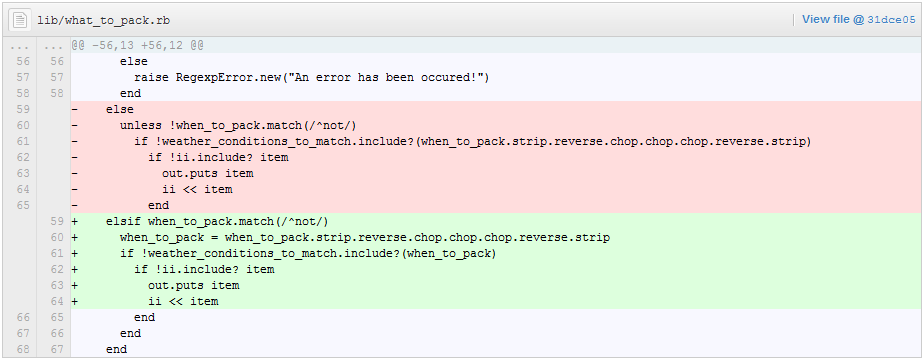 lib/what_to_pack.rb View file @ 31dce05
... ... @@ -56,13 +56,12 @@
56 56 else
57 57 raise RegexpError.new("An error has been occured!")
58 58 end
59 - else
60 - unless !when_to_pack.match(/^not/)
61 - if !weather_conditions_to_match.include?(when_to_pack.strip.reverse.chop.chop.chop.reverse.strip)
62 - if !ii.include? item
63 - out.puts item
64 - ii << item
65 - end
59 + elsif when_to_pack.match(/^not/)
60 + when_to_pack = when_to_pack.strip.reverse.chop.chop.chop.reverse.strip
61 + if !weather_conditions_to_match.include?(when_to_pack)
62 + if !ii.include? item
63 + out.puts item
64 + ii << item
66 65 end
67 66 end
68 67 end